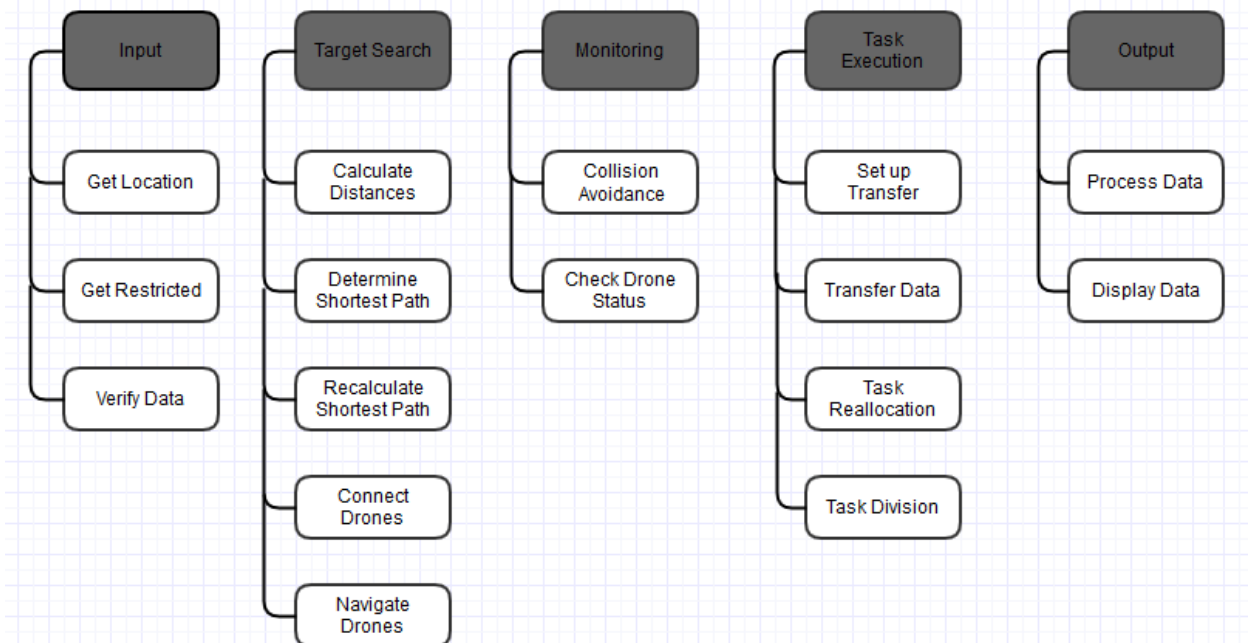 Input
Get Location
Get Restricted
Verify Data
Target Search
Calculate
Distances
Determine
Shortest Path
Recalculate
Shortest Path
Connect
Drones
Navigate
Drones
Monitoring
Collision
Avoidance
Check Drone
Status
Task
Execution
Set up
Transfer
Transfer Data
Task
Reallocation
Task Division
Output
Process Data
Display Data